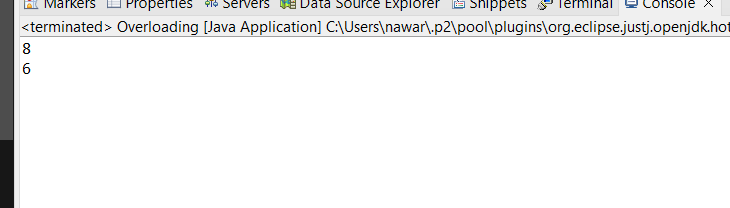 Markers Properties Servers Data Source Explorer Snippets Terminal Console
<terminated> Overloading [Java Application] C:\Users\nawar\.p2\pool\plugins\org.eclipse.justj.openjdk.hot
8
6